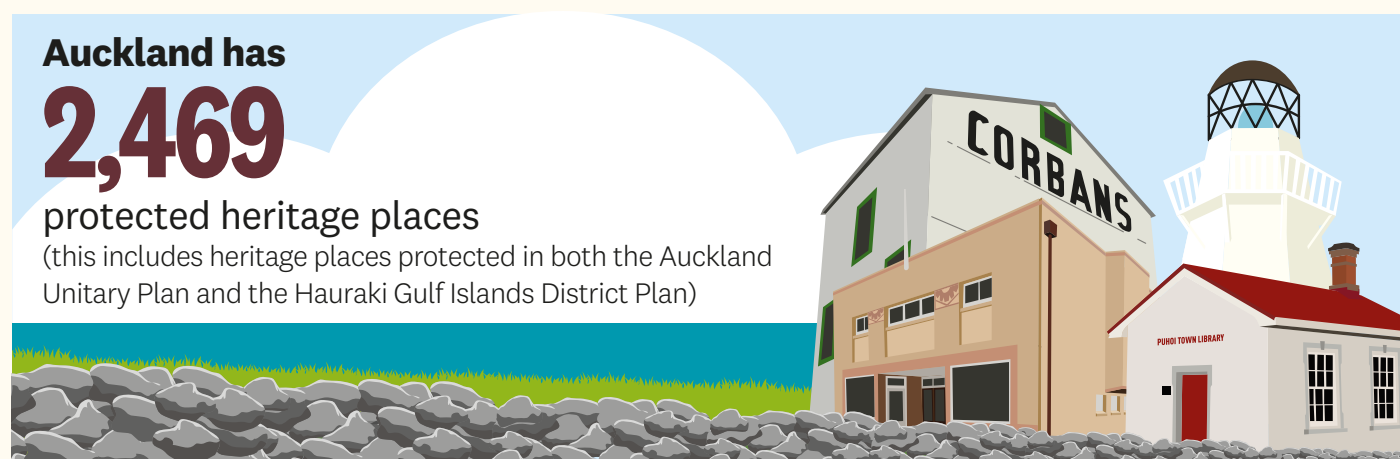 Auckland has
2,469
protected heritage places
(this includes heritage places protected in both the Auckland
Unitary Plan and the Hauraki Gulf Islands District Plan)
CORBANS
PUHOI TOWN LIBRARY